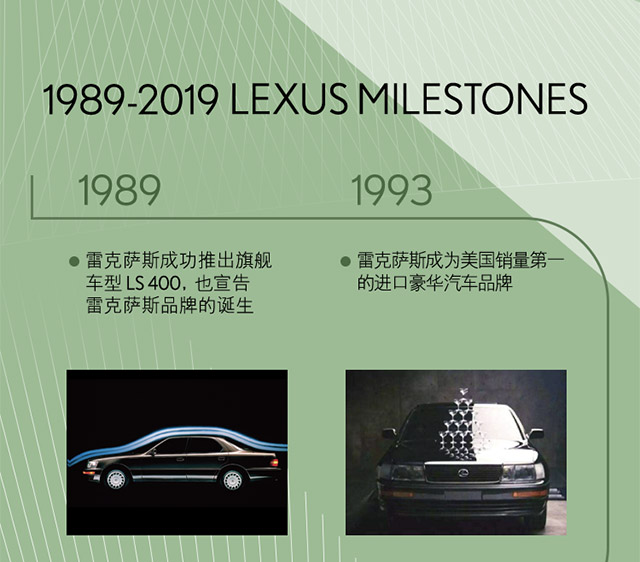 1989-2019 LEXUS MILESTONES
1989
1993
雷克萨斯成功推出旗舰
车型 LS 400，也宣告
雷克萨斯品牌的诞生
雷克萨斯成为美国销量第一
的进口豪华汽车品牌